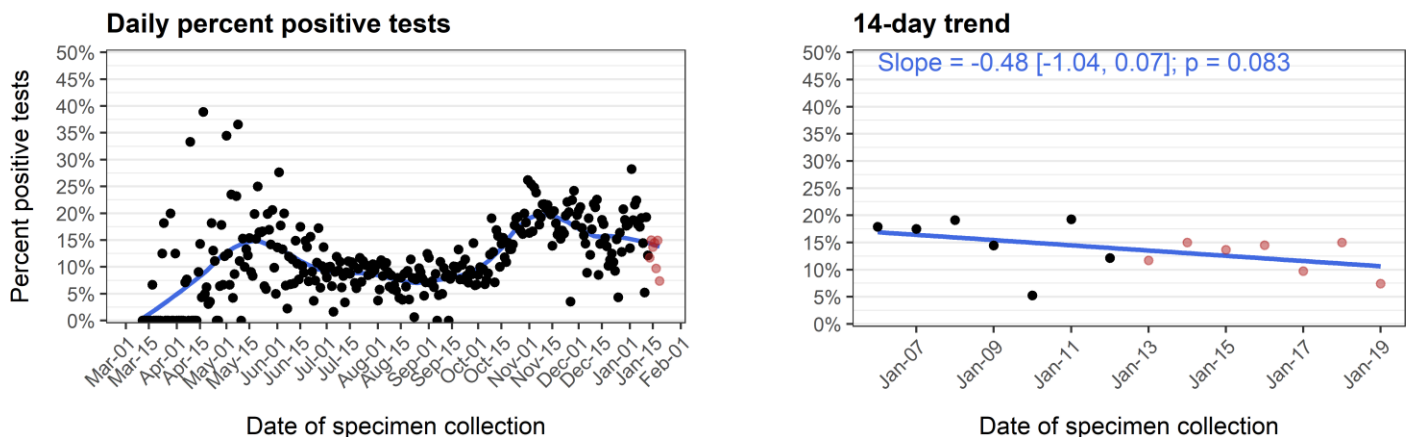 Daily percent positive tests
Percent positive tests
50%
45%
40%
35%
30%
25%
20%
15%
10%
5%
0%
Mar-01
Mar-15
Apr-01
Apr-15
May-01
May-15
Jun-01
Jun-15
Jul-01
Jul-15
Aug-01
Aug-15
Sep-01
Sep-15
Oct-01
Oct-15
Nov-01
Nov-15
Dec-01
Dec-15
Jan-01
Jan-15
Feb-01
Date of specimen collection
14-day trend
Slope = -0.48 [-1.04, 0.07]; p = 0.083
50%
45%
40%
35%
30%
25%
20%
15%
10%
5%
0%
Jan-07
Jan-09
Jan-11
Jan-13
Jan-15
Jan-17
Jan-19
Date of specimen collection